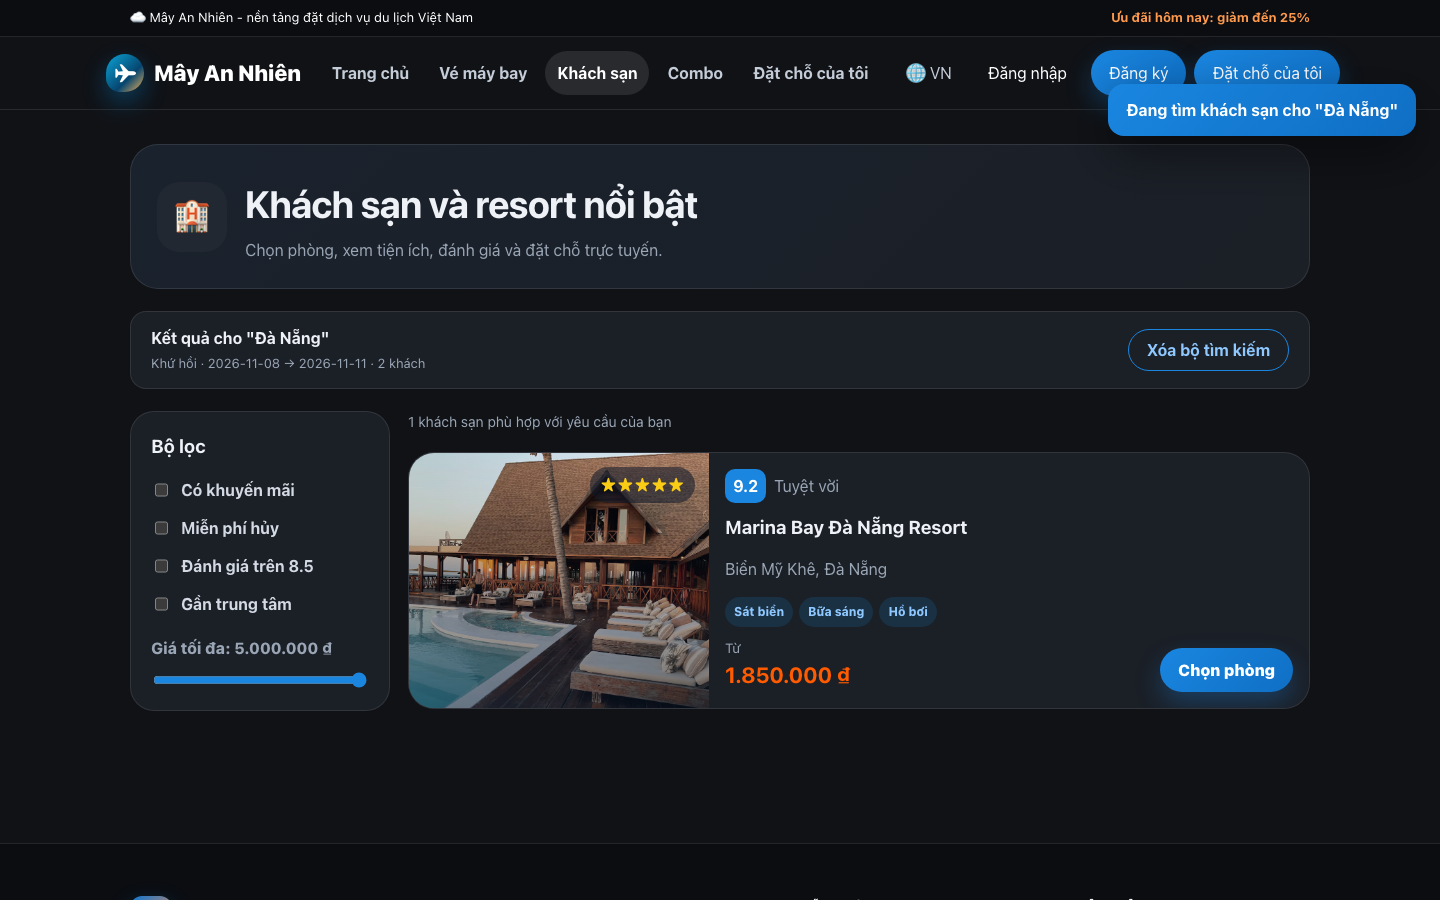 Mây An Nhiên - nền tảng đặt dịch vụ du lịch Việt Nam
Ưu đãi hôm nay: giảm đến 25%
Mây An Nhiên
Trang chủ
Vé máy bay
Khách sạn
Combo
Đặt chỗ của tôi
VN
Đăng nhập
Đăng ký
Đặt chỗ của tôi
Đang tìm khách sạn cho "Đà Nẵng"
Khách sạn và resort nổi bật
Chọn phòng, xem tiện ích, đánh giá và đặt chỗ trực tuyến.
Kết quả cho "Đà Nẵng"
Khứ hồi · 2026-11-08 → 2026-11-11 · 2 khách
Xóa bộ tìm kiếm
Bộ lọc
Có khuyến mãi
Miễn phí hủy
Đánh giá trên 8.5
Gần trung tâm
Giá tối đa: 5.000.000 ₫
1 khách sạn phù hợp với yêu cầu của bạn
9.2 Tuyệt vời
Marina Bay Đà Nẵng Resort
Biển Mỹ Khê, Đà Nẵng
Sát biển
Bữa sáng
Hồ bơi
Từ
1.850.000 ₫
Chọn phòng